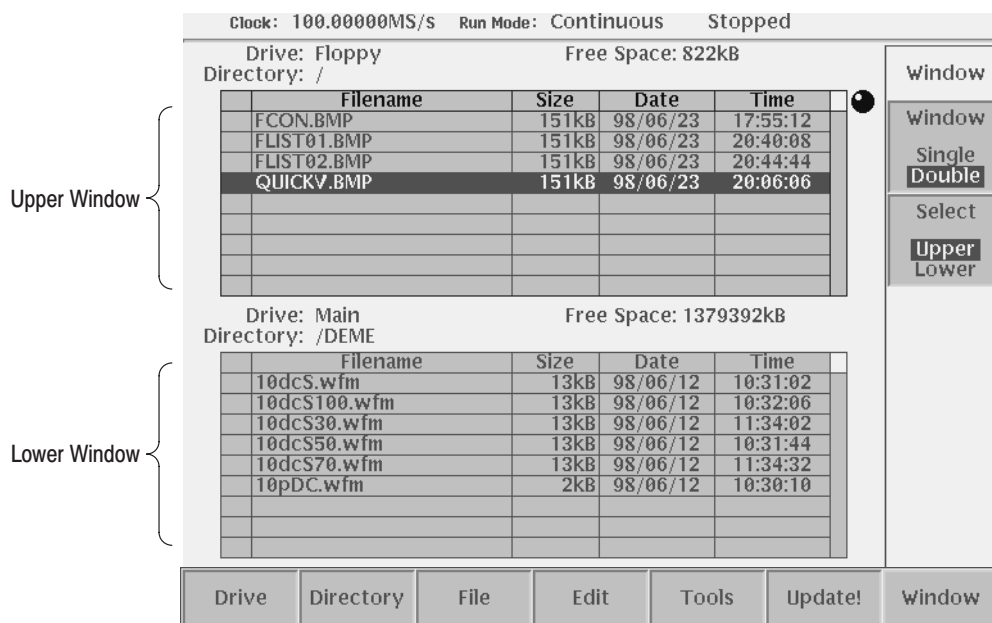 Clock: 100.00000MS/s Run Mode: Continuous Stopped
Drive: Floppy Free Space: 822kB
Directory: /
Window
Filename Size Date Time
FCON.BMP 151kB 98/06/23 17:55:12
FLIST01.BMP 151kB 98/06/23 20:40:08
FLIST02.BMP 151kB 98/06/23 20:44:44
QUICKV.BMP 151kB 98/06/23 20:06:06
Window
Single
Double
Upper Window
Select
Upper
Lower
Drive: Main Free Space: 1379392kB
Directory: /DEME
Filename Size Date Time
10dcS.wfm 13kB 98/06/12 10:31:02
10dcS100.wfm 13kB 98/06/12 10:32:06
10dcS30.wfm 13kB 98/06/12 11:34:02
10dcS50.wfm 13kB 98/06/12 10:31:44
10dcS70.wfm 13kB 98/06/12 11:34:32
10pDC.wfm 2kB 98/06/12 10:30:10
Lower Window
Drive Directory File Edit Tools Update! Window